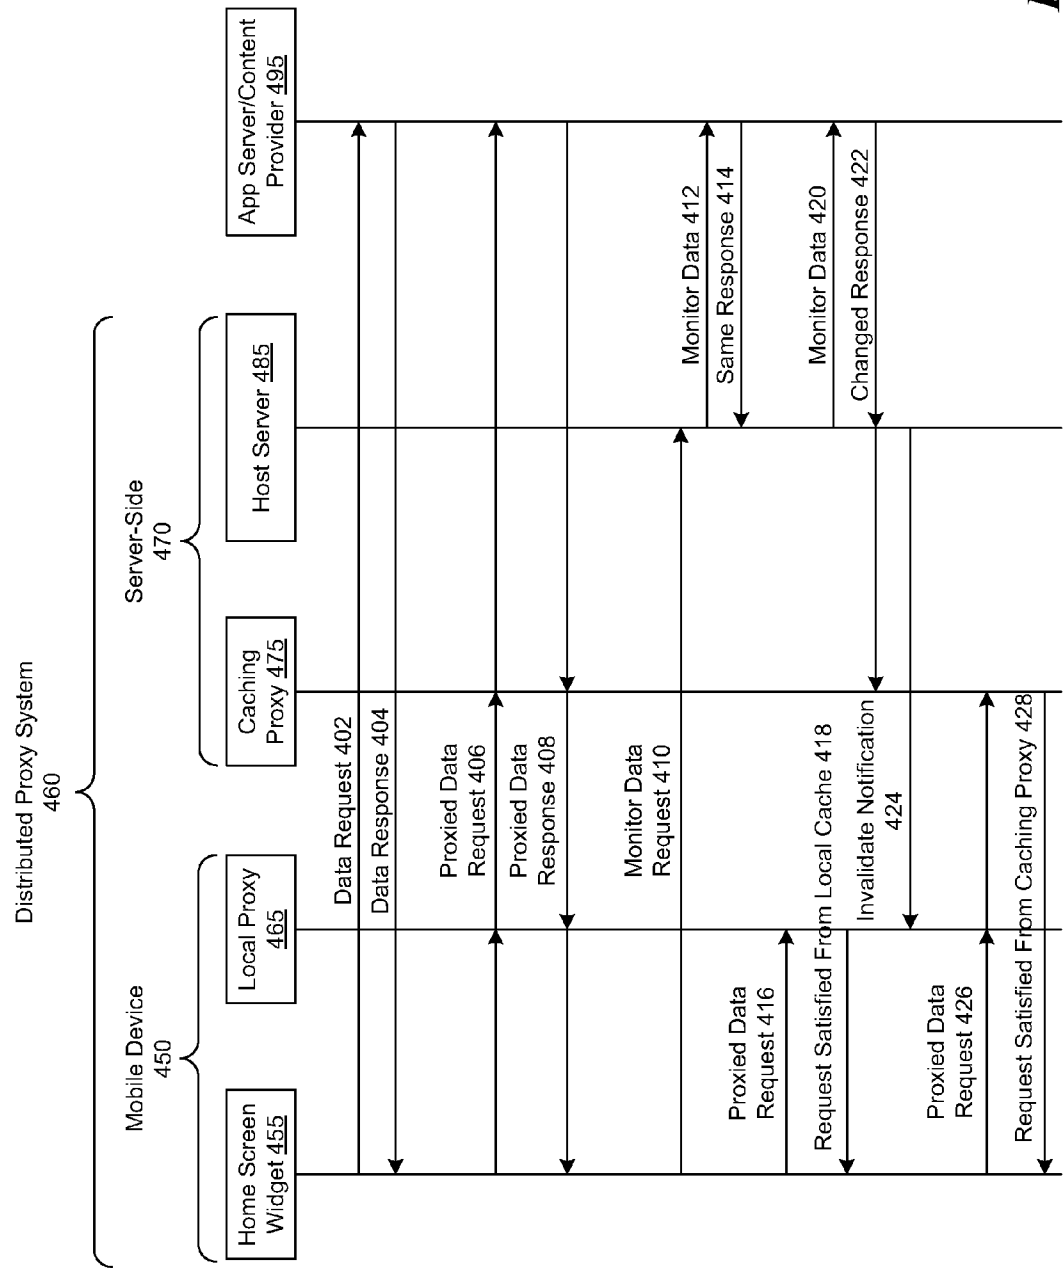 Distributed Proxy System
460
Mobile Device
450
Server-Side
470
Home Screen
Widget 455
Local Proxy
465
Caching
Proxy 475
Host Server 485
App Server/Content
Provider 495
Data Request 402
Data Response 404
Proxied Data
Request 406
Proxied Data
Response 408
Monitor Data
Request 410
Monitor Data 412
Same Response 414
Proxied Data
Request 416
Request Satisfied From Local Cache 418
Monitor Data 420
Changed Response 422
Invalidate Notification
424
Proxied Data
Request 426
Request Satisfied From Caching Proxy 428